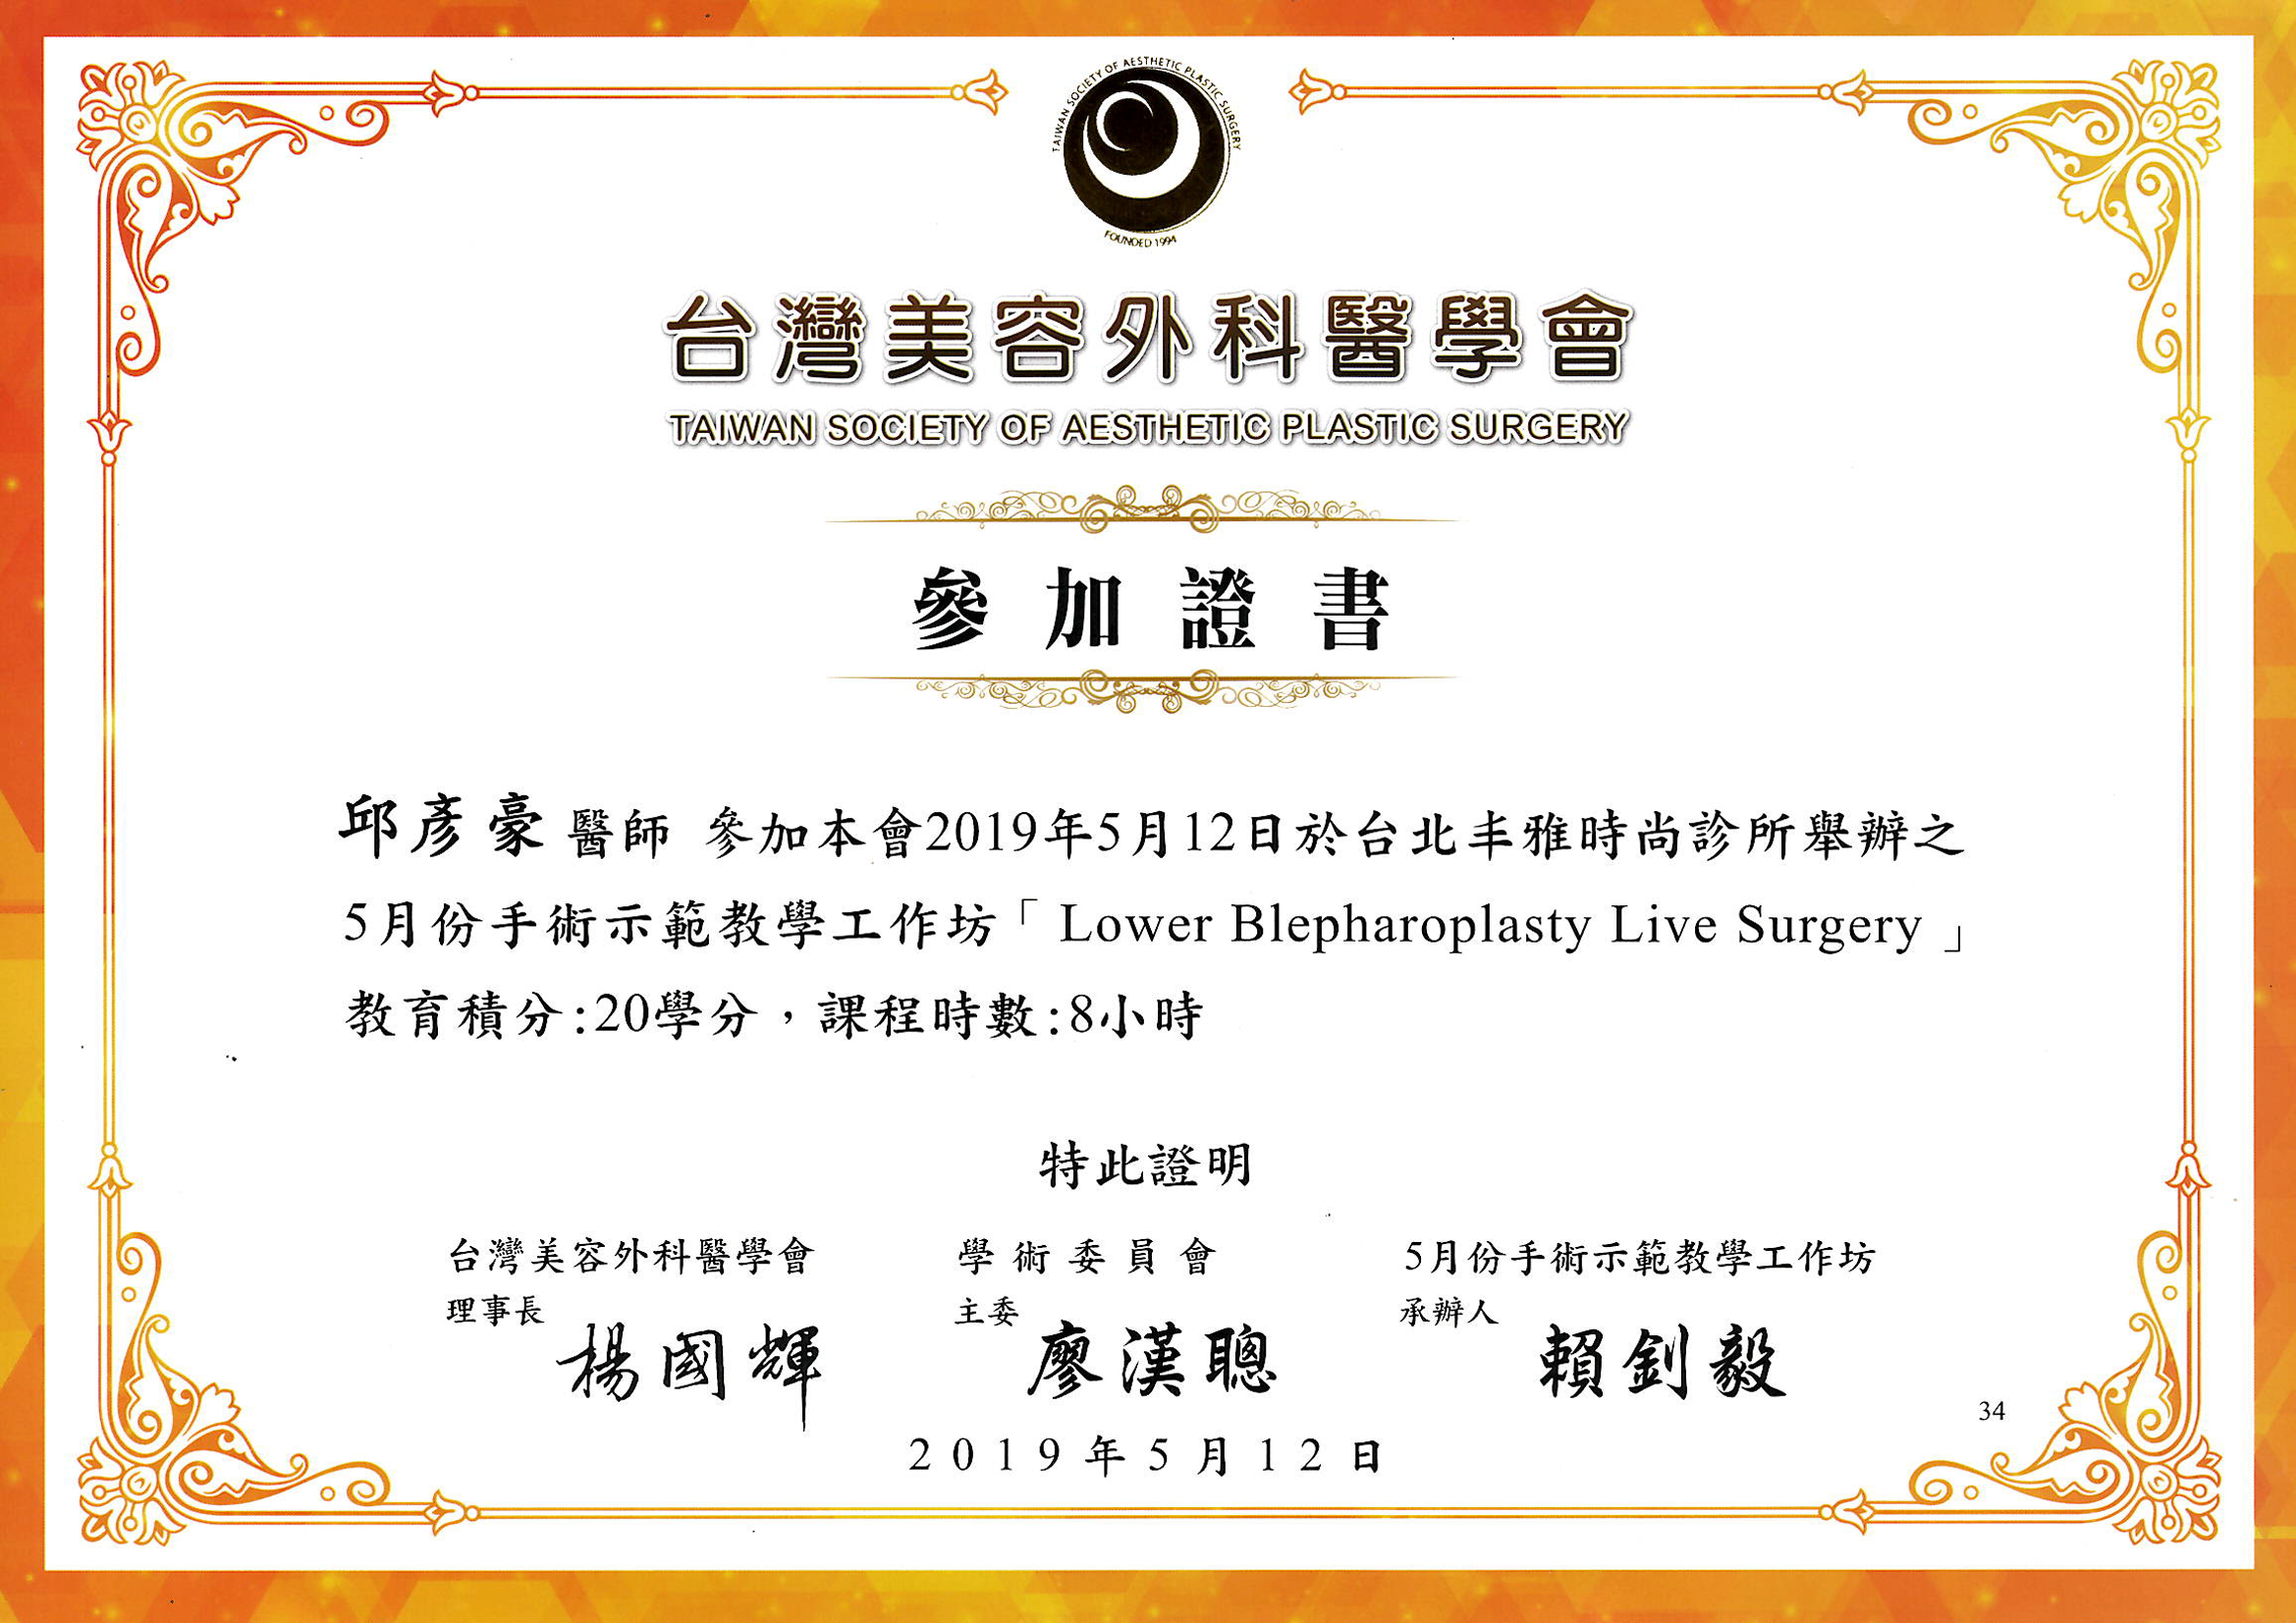 TAIWAN SOCIETY OF AESTHETIC PLASTIC SURGERY
FOUNDED 1994
台灣美容外科醫學會
TAIWAN SOCIETY OF AESTHETIC PLASTIC SURGERY
參加證書
邱彥豪醫師 參加本會2019年5月12日於台北丰雅時尚診所舉辦之
5月份手術示範教學工作坊「 Lower Blepharoplasty Live Surgery 」
教育積分:20學分，課程時數:8小時
特此證明
台灣美容外科醫學會
理事長 楊國輝
學術委員會
主委 廖漢聰
5月份手術示範教學工作坊
承辦人 賴釗毅
34
2019年5月12日